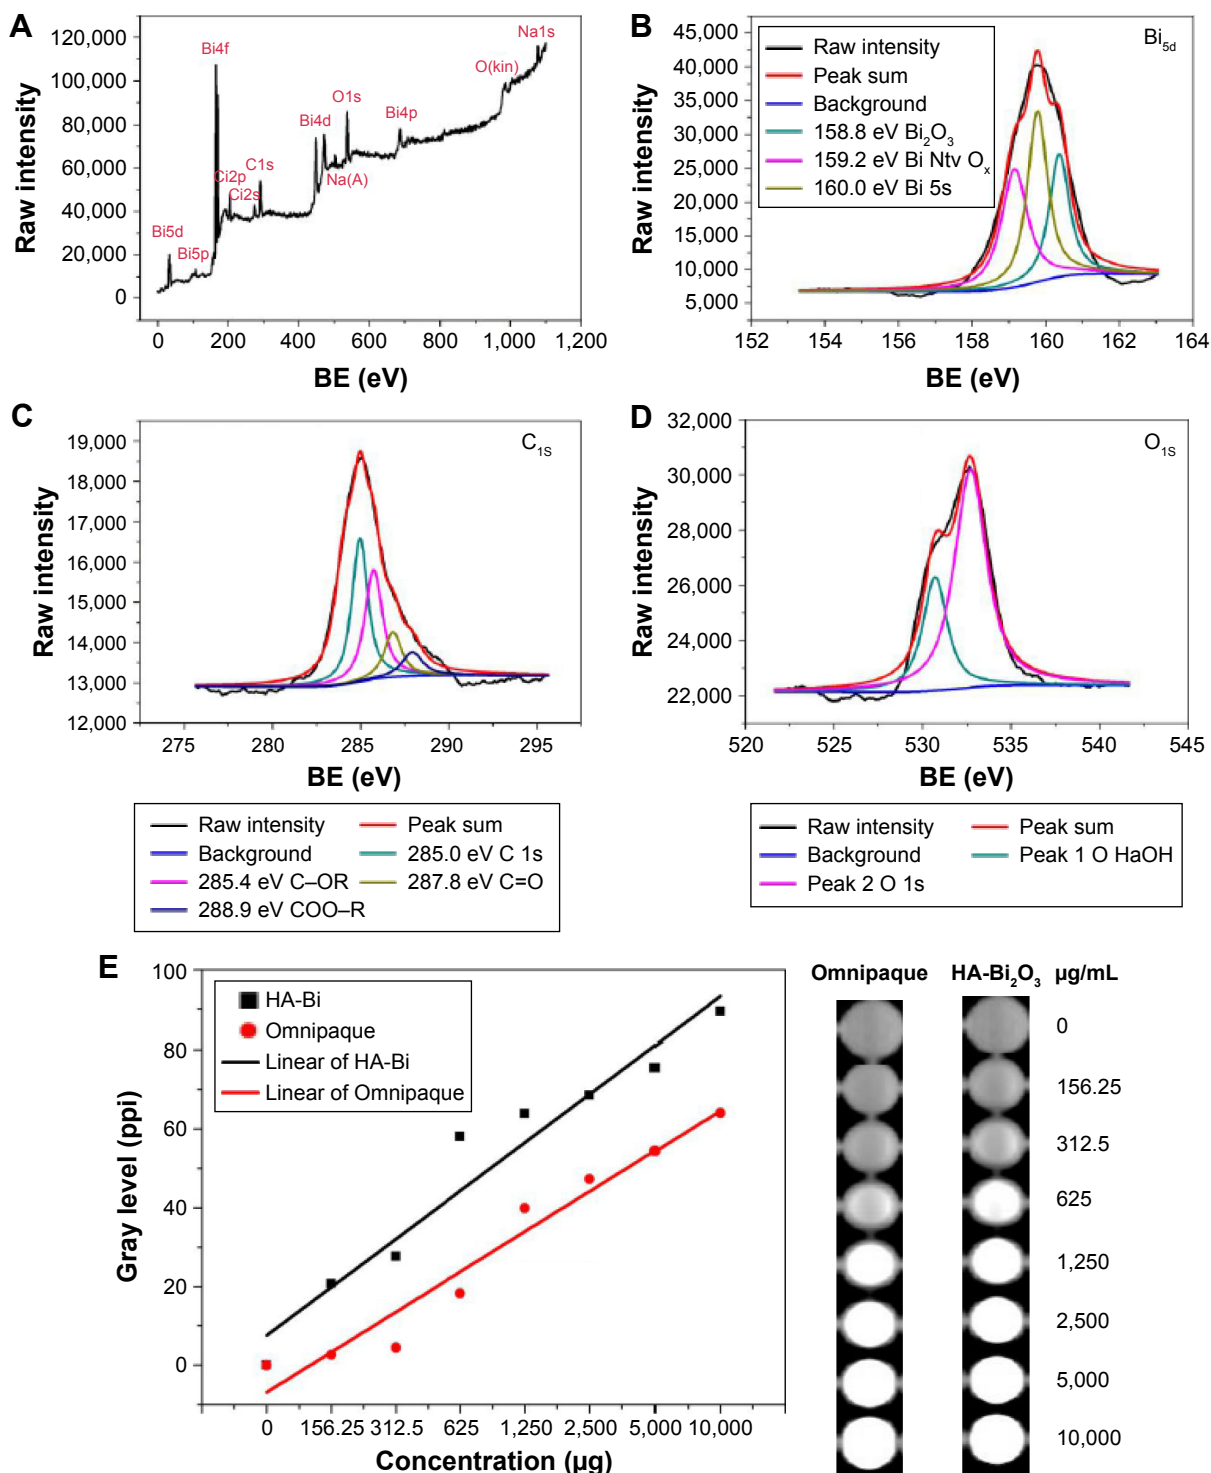 A
Raw intensity
120,000
100,000
80,000
60,000
40,000
20,000
0
Bi5d
Bi5p
Bi4f
Ci2p
Ci2s
C1s
Bi4d
Na(A)
O1s
Bi4p
O(kin)
Na1s
0 200 400 600 800 1,000 1,200
BE (eV)
B
Raw intensity
45,000
40,000
35,000
30,000
25,000
20,000
15,000
10,000
5,000
Raw intensity
Peak sum
Background
158.8 eV Bi₂O₃
159.2 eV Bi Ntv Oₓ
160.0 eV Bi 5s
Bi5d
152 154 156 158 160 162 164
BE (eV)
C
Raw intensity
19,000
18,000
17,000
16,000
15,000
14,000
13,000
12,000
C1S
275 280 285 290 295
BE (eV)
Raw intensity Peak sum
Background 285.0 eV C 1s
285.4 eV C–OR 287.8 eV C=O
288.9 eV COO–R
D
Raw intensity
32,000
30,000
28,000
26,000
24,000
22,000
O1S
520 525 530 535 540 545
BE (eV)
Raw intensity Peak sum
Background Peak 1 O HaOH
Peak 2 O 1s
E
Gray level (ppi)
100
80
60
40
20
0
HA-Bi
Omnipaque
Linear of HA-Bi
Linear of Omnipaque
0 156.25 312.5 625 1,250 2,500 5,000 10,000
Concentration (µg)
Omnipaque HA-Bi₂O₃ µg/mL
0
156.25
312.5
625
1,250
2,500
5,000
10,000